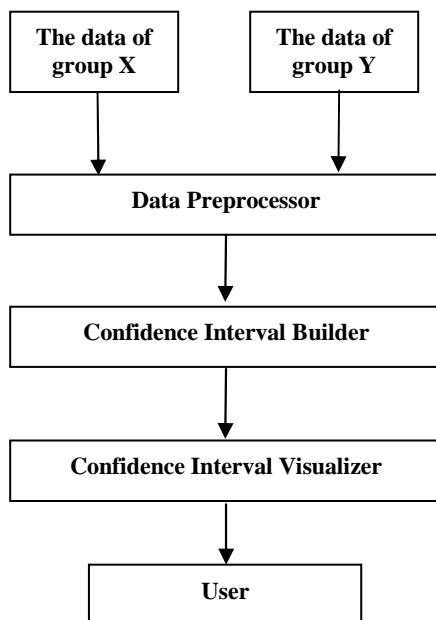 The data of
group X
The data of
group Y
Data Preprocessor
Confidence Interval Builder
Confidence Interval Visualizer
User